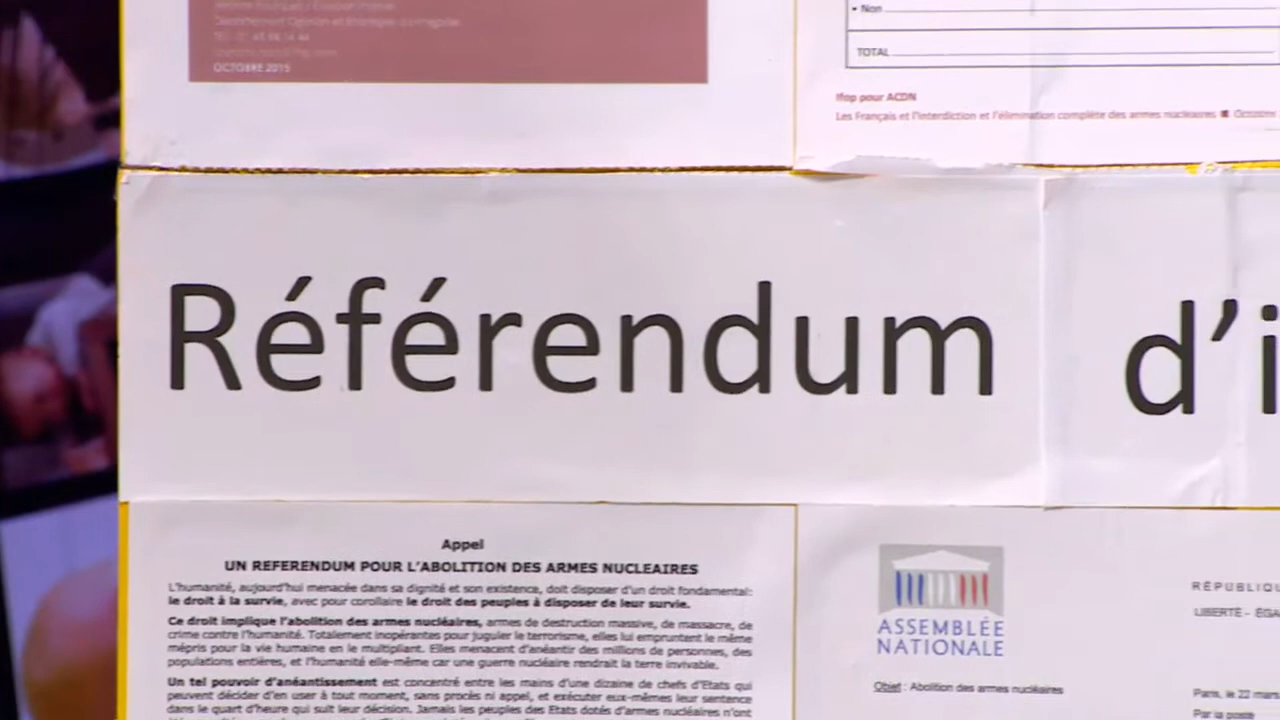 Département Opinion et Stratégies d'entreprise
OCTOBRE 2015
Non
TOTAL
Ifop pour ACDN
Les Français et l'interdiction et l'élimination complète des armes nucléaires Octobre
Référendum d'i
Appel
UN REFERENDUM POUR L'ABOLITION DES ARMES NUCLEAIRES
L'humanité, aujourd'hui menacée dans sa dignité et son existence, doit disposer d'un droit fondamental:
le droit à la survie, avec pour corollaire le droit des peuples à disposer de leur survie.
Ce droit implique l'abolition des armes nucléaires, armes de destruction massive, de massacre, de
crime contre l'humanité. Totalement inopérantes pour juguler le terrorisme, elles lui empruntent le même
mépris pour la vie humaine en le multipliant. Elles menacent d'anéantir des millions de personnes, des
populations entières, et l'humanité elle-même car une guerre nucléaire rendrait la terre invivable.
Un tel pouvoir d'anéantissement est concentré entre les mains d'une dizaine de chefs d'Etats qui
peuvent décider d'en user à tout moment, sans procès ni appel, et exécuter eux-mêmes leur sentence
dans le quart d'heure qui suit leur décision. Jamais les peuples des Etats dotés d'armes nucléaires n'ont
ASSEMBLÉE
NATIONALE
RÉPUBLIQU
LIBERTÉ - ÉGA
Objet : Abolition des armes nucléaires
Paris, le 22 mars
Par la poste